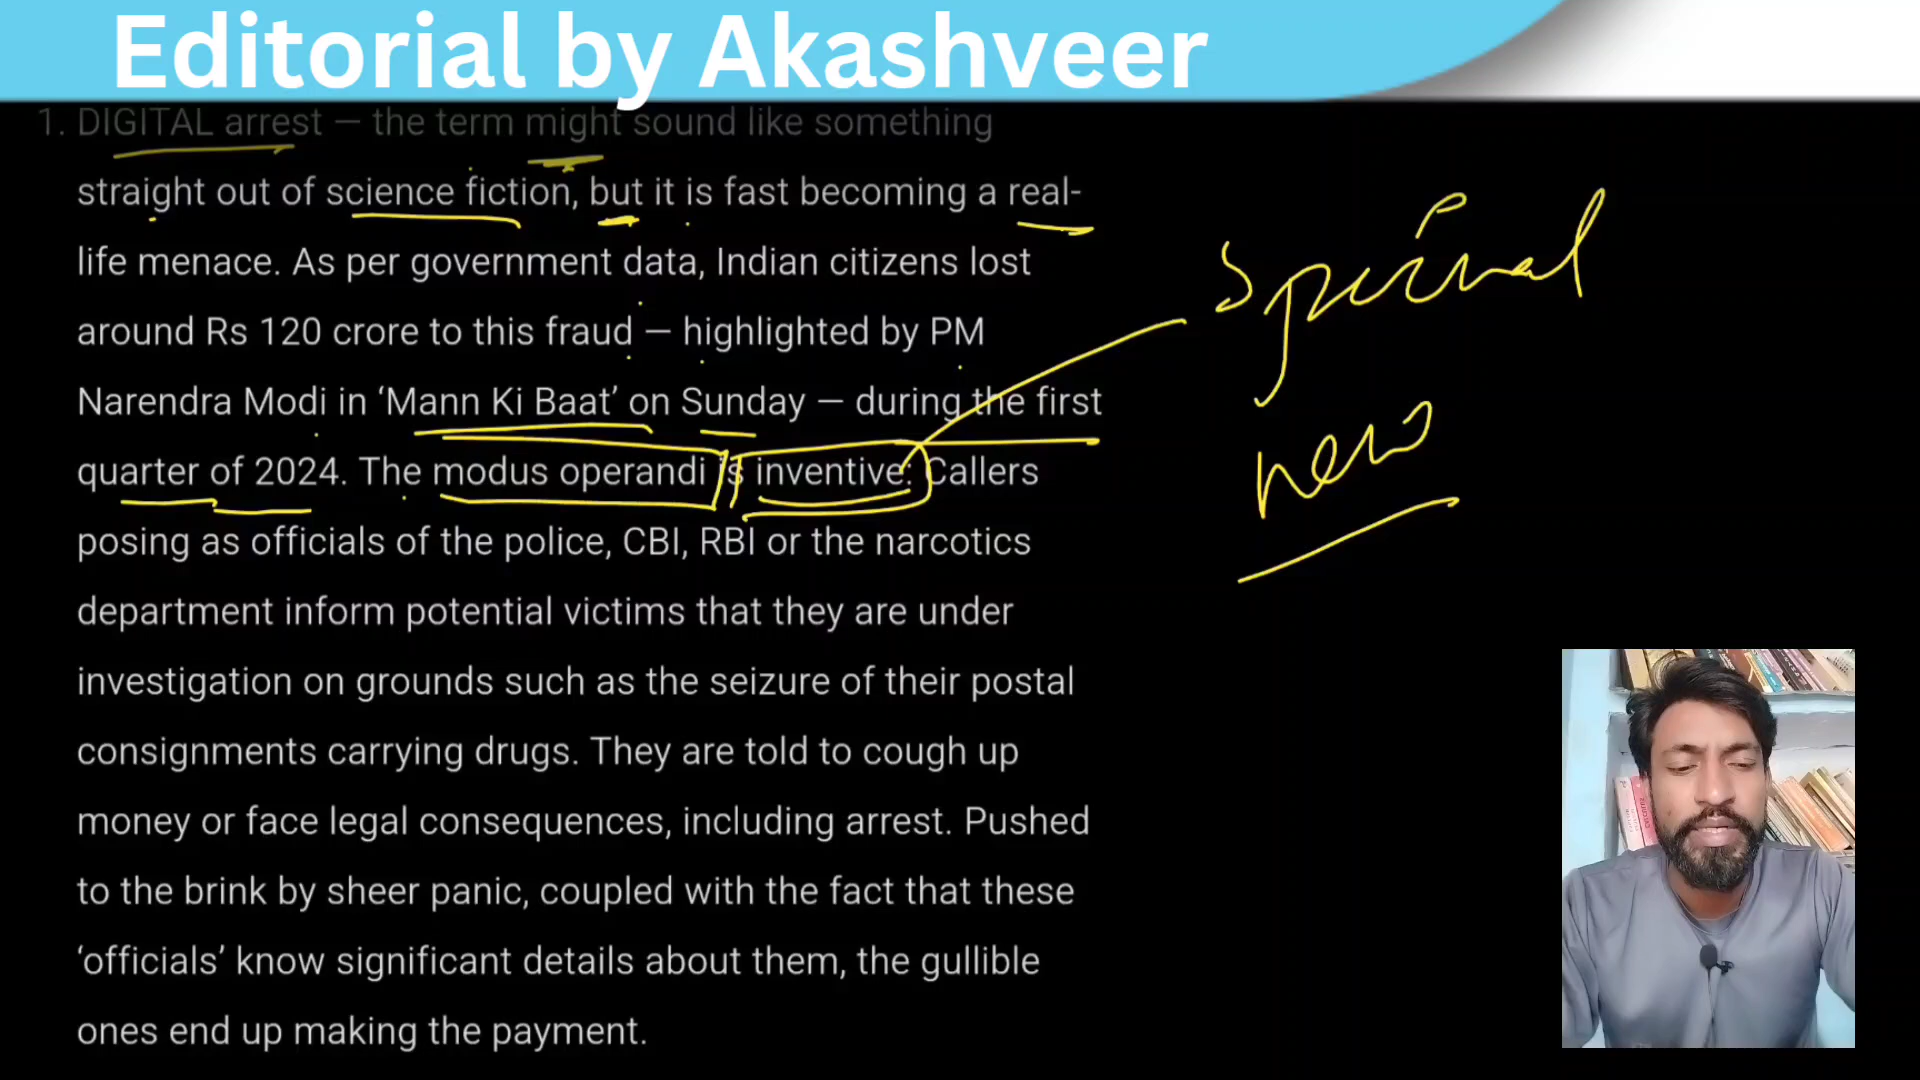 Editorial by Akashveer
1. DIGITAL arrest — the term might sound like something
straight out of science fiction, but it is fast becoming a real-
life menace. As per government data, Indian citizens lost
around Rs 120 crore to this fraud — highlighted by PM
Narendra Modi in ‘Mann Ki Baat’ on Sunday — during the first
quarter of 2024. The modus operandi is inventive: Callers
posing as officials of the police, CBI, RBI or the narcotics
department inform potential victims that they are under
investigation on grounds such as the seizure of their postal
consignments carrying drugs. They are told to cough up
money or face legal consequences, including arrest. Pushed
to the brink by sheer panic, coupled with the fact that these
‘officials’ know significant details about them, the gullible
ones end up making the payment.
new